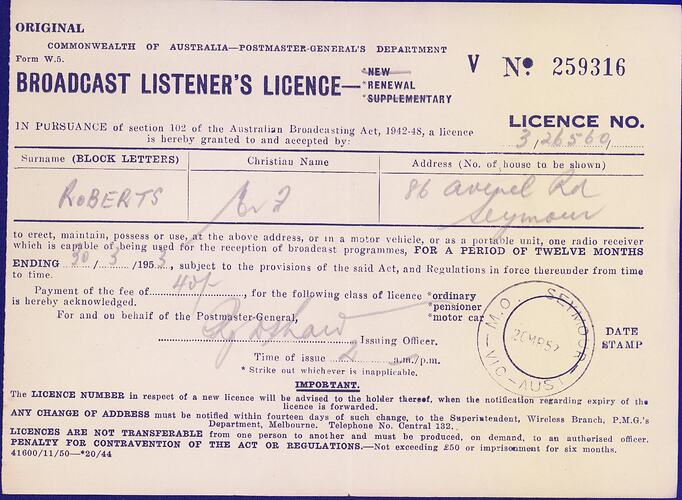 ORIGINAL
COMMONWEALTH OF AUSTRALIA—POSTMASTER-GENERAL'S DEPARTMENT
Form W.5.
BROADCAST LISTENER'S LICENCE—
*NEW
*RENEWAL
*SUPPLEMENTARY
V No. 259316
LICENCE NO.
3,26560
IN PURSUANCE of section 102 of the Australian Broadcasting Act, 1942-48, a licence
is hereby granted to and accepted by:
Surname (BLOCK LETTERS) Christian Name Address (No. of house to be shown)
ROBERTS 86 Avenel Rd
Seymour
to erect, maintain, possess or use, at the above address, or in a motor vehicle, or as a portable unit, one radio receiver
which is capable of being used for the reception of broadcast programmes, FOR A PERIOD OF TWELVE MONTHS
ENDING 30/3/1953, subject to the provisions of the said Act, and Regulations in force thereunder from time
to time.
Payment of the fee of 40/-, for the following class of licence *ordinary
*pensioner
*motor car
is hereby acknowledged.
For and on behalf of the Postmaster-General,
Issuing Officer.
Time of issue 2 a.m./p.m.
* Strike out whichever is inapplicable.
M.O. SEYMOUR
20MR52
VIC-AUST
DATE
STAMP
IMPORTANT.
The LICENCE NUMBER in respect of a new licence will be advised to the holder thereof, when the notification regarding expiry of the
licence is forwarded.
ANY CHANGE OF ADDRESS must be notified within fourteen days of such change, to the Superintendent, Wireless Branch, P.M.G.'s
Department, Melbourne. Telephone No. Central 132.
LICENCES ARE NOT TRANSFERABLE from one person to another and must be produced, on demand, to an authorised officer.
PENALTY FOR CONTRAVENTION OF THE ACT OR REGULATIONS.—Not exceeding £50 or imprisonment for six months.
41600/11/50—*20/44